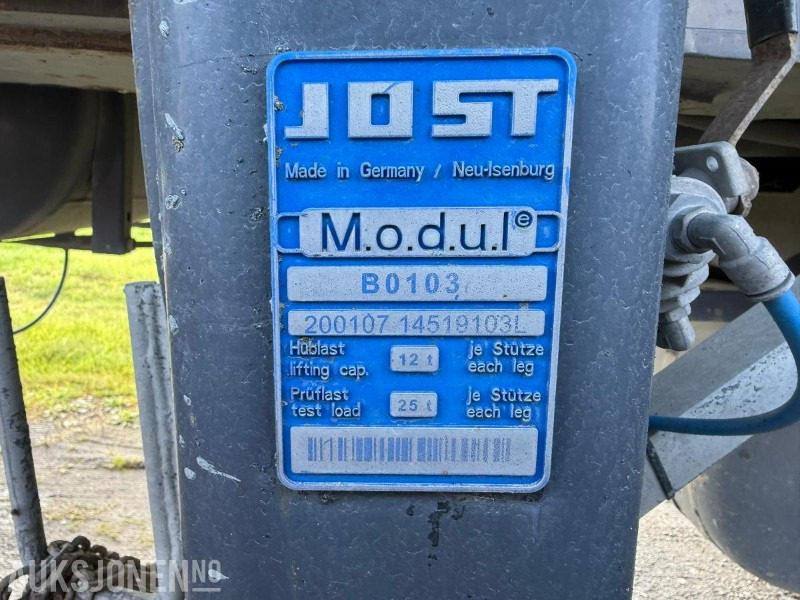 JOST
Made in Germany / Neu-Isenburg
M.o.d.u.l e
B0103
200107 14519103L
Hublast 12 t je Stütze
lifting cap. each leg
Prüflast 25 t je Stütze
test load each leg
AUKSJONEN.NO